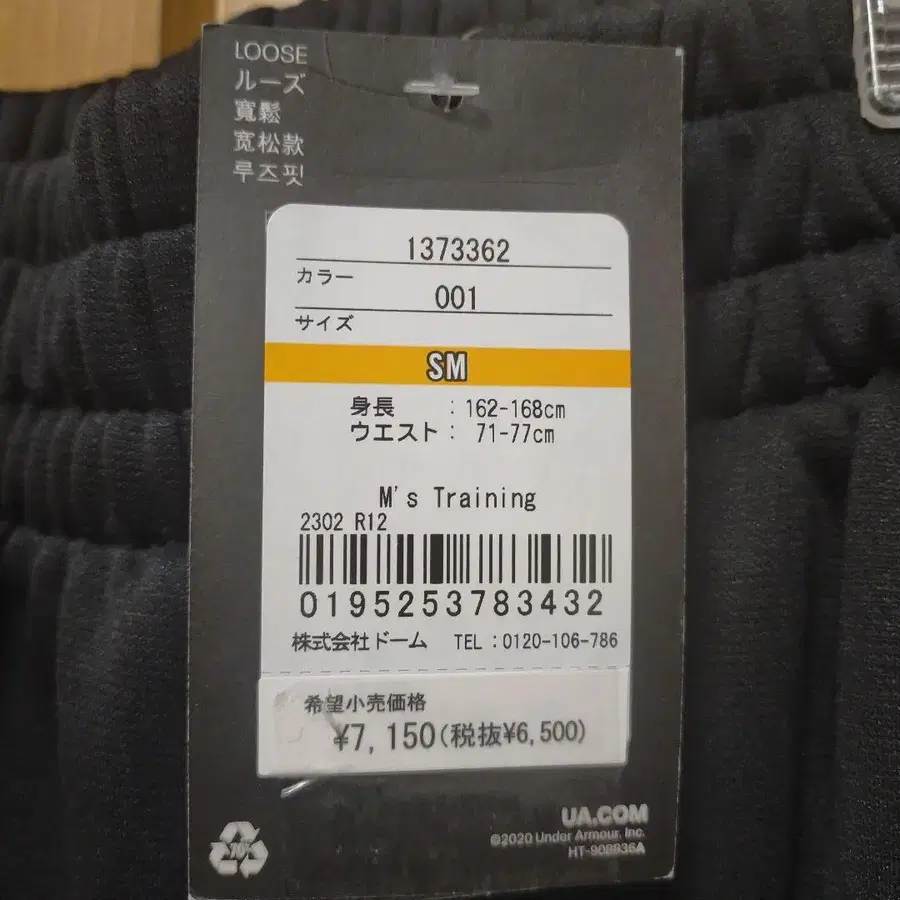 LOOSE
ルーズ
寬鬆
宽松款
루즈핏
1373362
カラー
001
サイズ
SM
身長 : 162-168cm
ウエスト : 71-77cm
M's Training
2302 R12
0195253783432
株式会社ドーム TEL:0120-106-786
希望小売価格
¥7,150(税抜¥6,500)
UA.COM
©2020 Under Armour, Inc.
HT-908936A